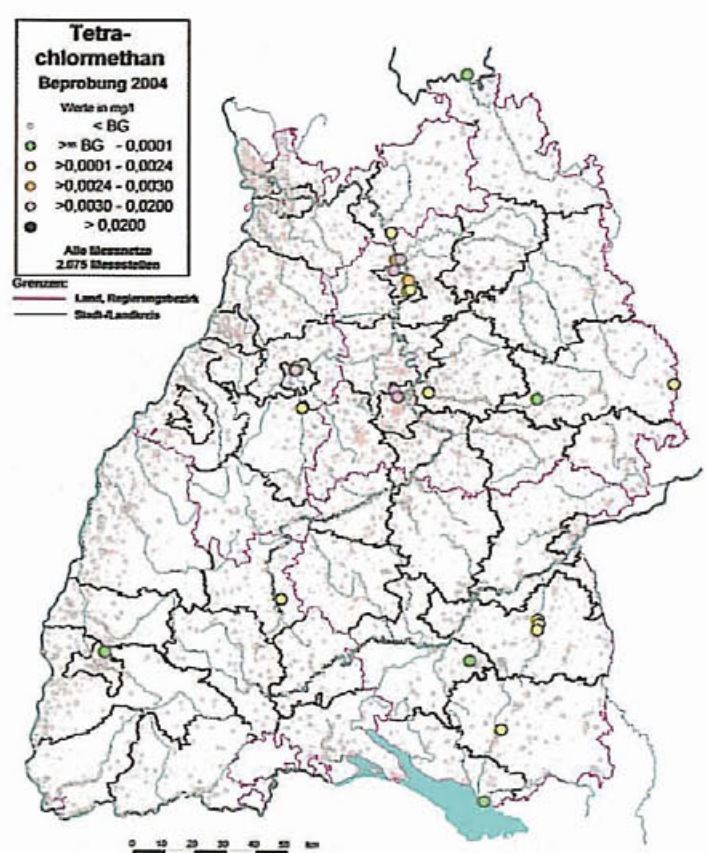 Tetra-
chlormethan
Beprobung 2004
Werte in mg/l
< BG
>= BG - 0,0001
>0,0001 - 0,0024
>0,0024 - 0,0030
>0,0030 - 0,0200
> 0,0200
Alle Messnetze
2.075 Messstellen
Grenzen:
Land, Regierungsbezirk
Stadt-/Landkreis
0 10 20 30 40 50 km